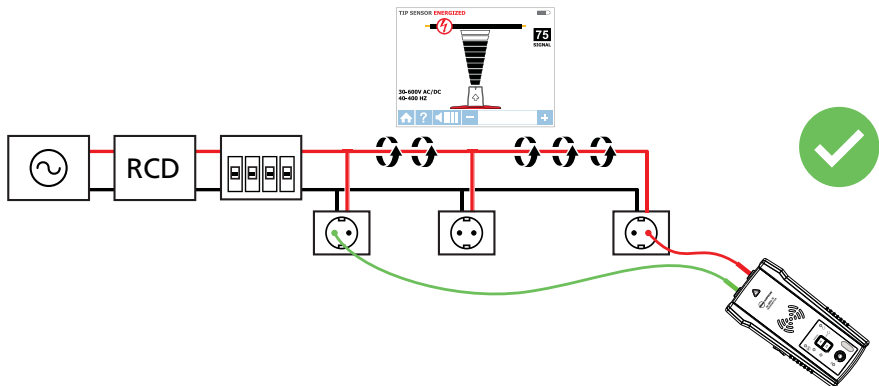 TIP SENSOR ENERGIZED
75
SIGNAL
30-600V AC/DC
40-400 HZ
?
−
+
RCD